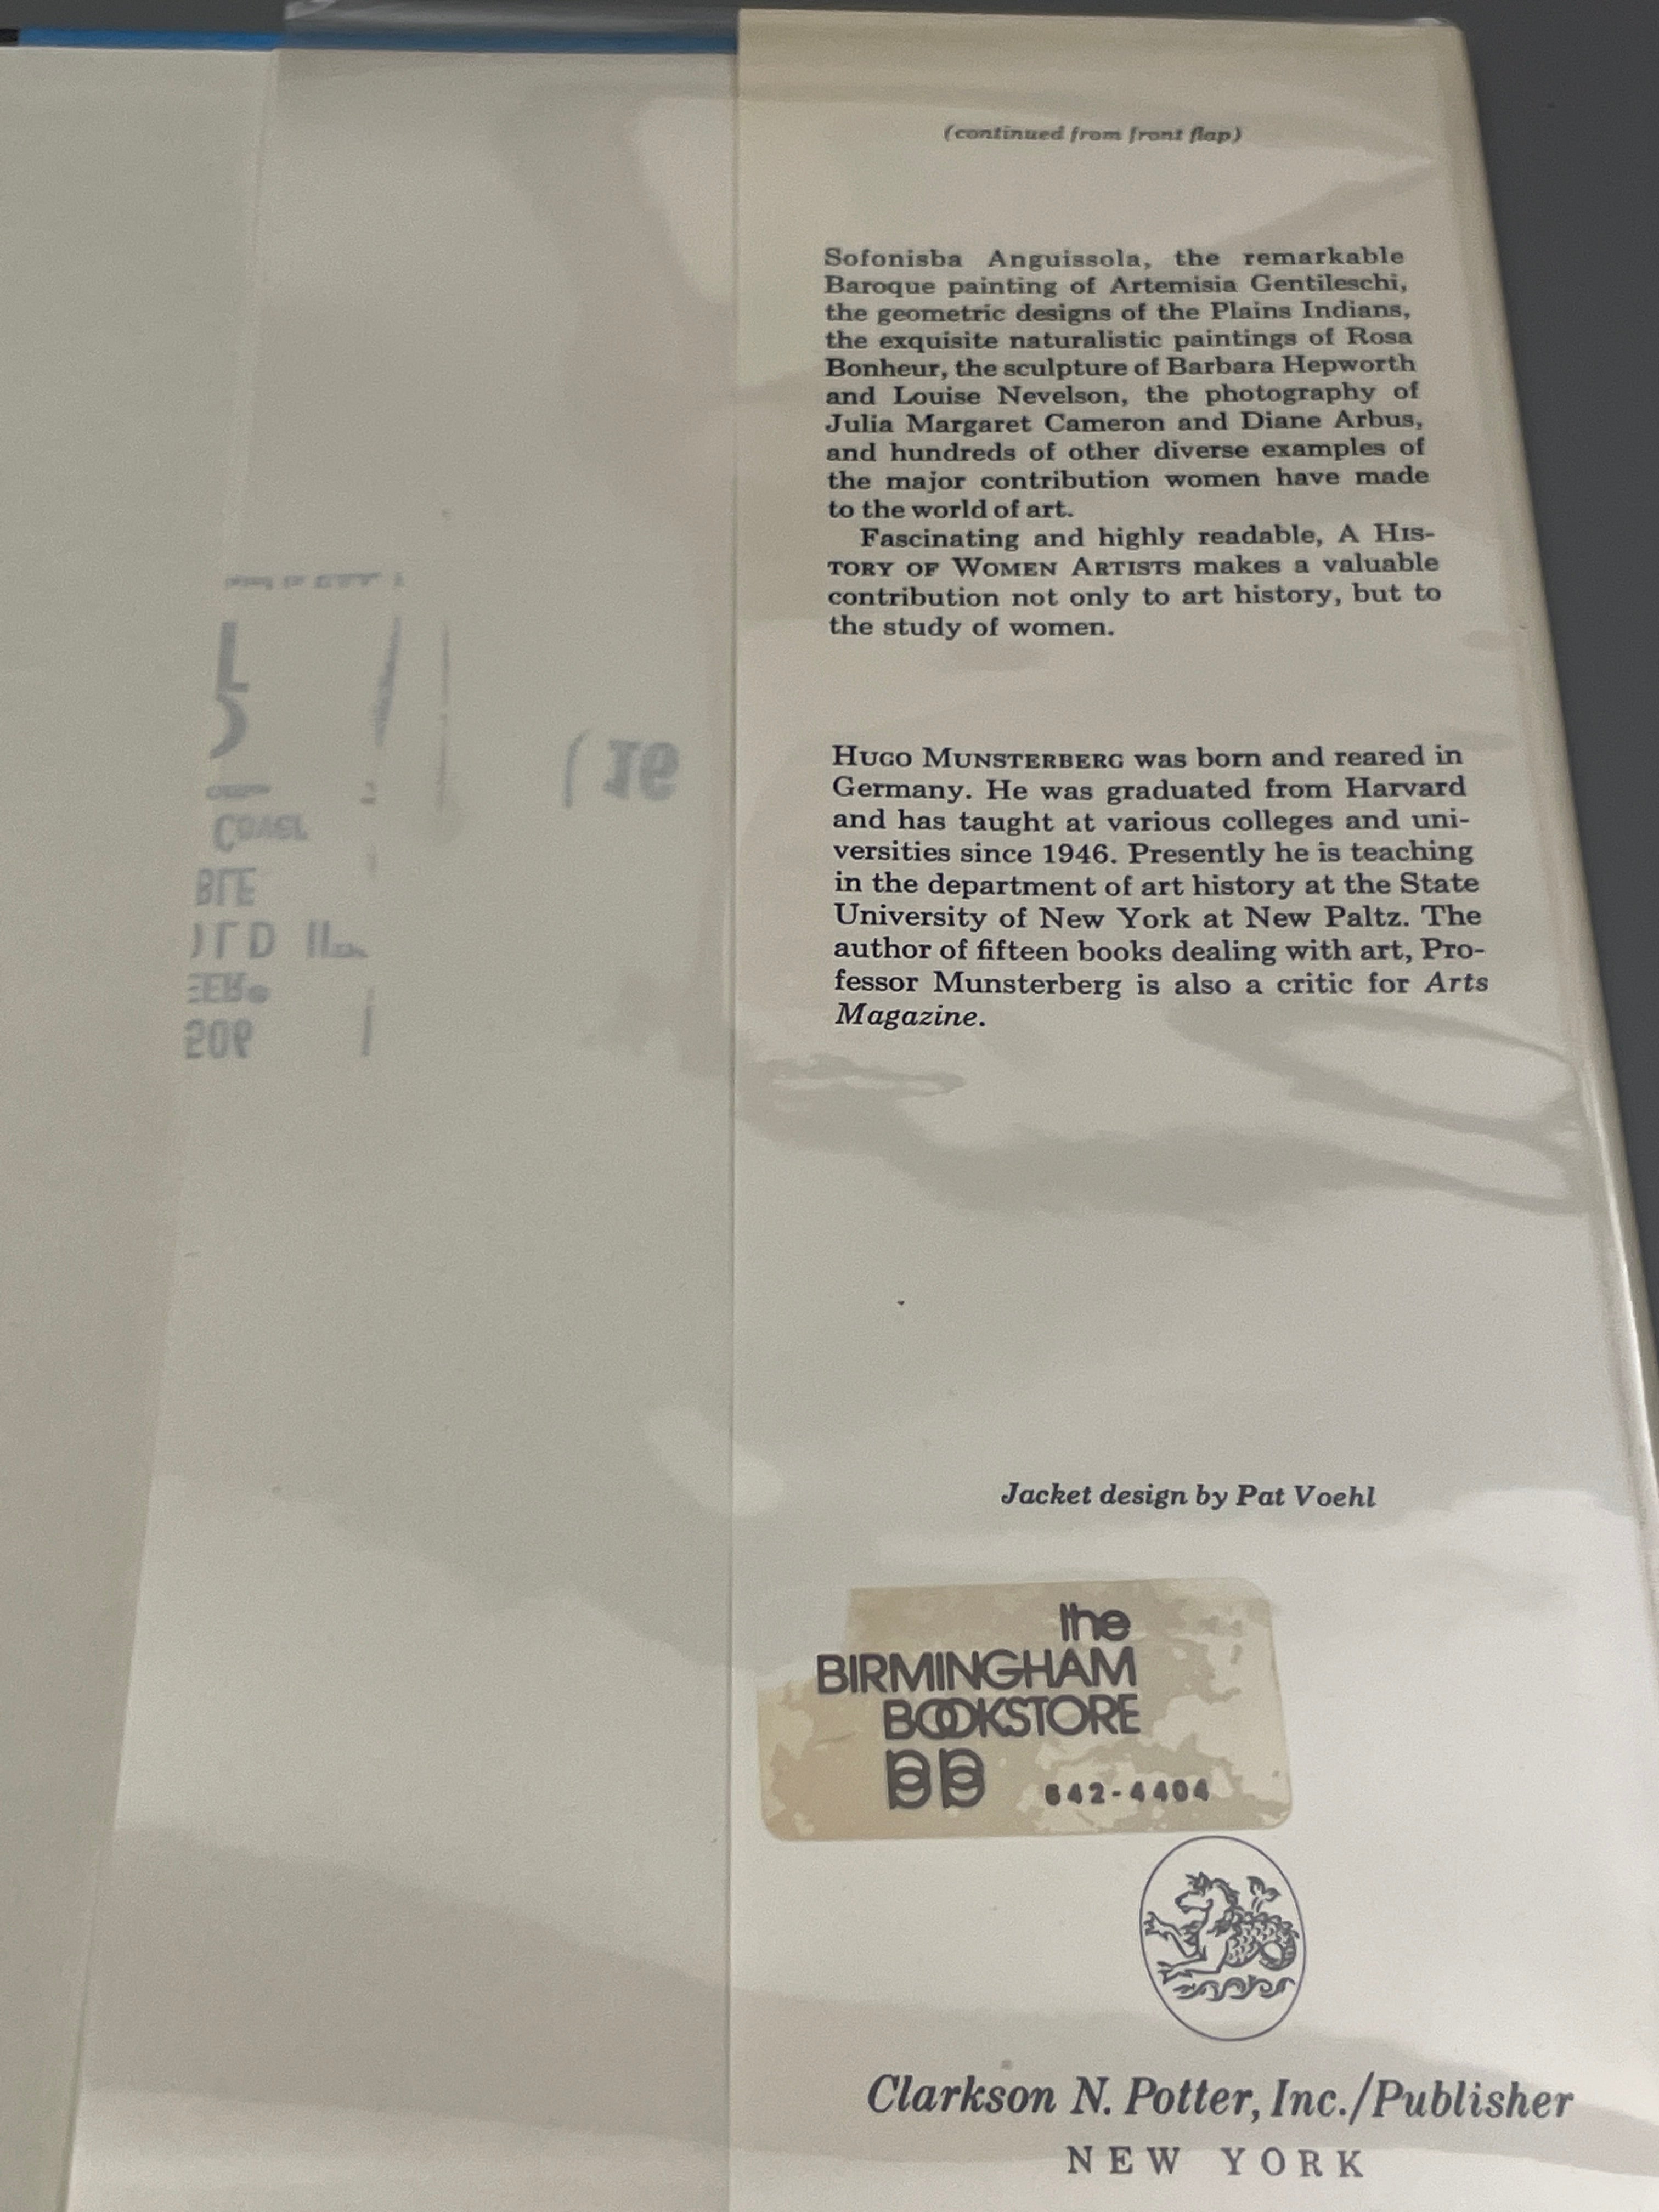 (continued from front flap)
Sofonisba Anguissola, the remarkable
Baroque painting of Artemisia Gentileschi,
the geometric designs of the Plains Indians,
the exquisite naturalistic paintings of Rosa
Bonheur, the sculpture of Barbara Hepworth
and Louise Nevelson, the photography of
Julia Margaret Cameron and Diane Arbus,
and hundreds of other diverse examples of
the major contribution women have made
to the world of art.
Fascinating and highly readable, A HIS-
TORY OF WOMEN ARTISTS makes a valuable
contribution not only to art history, but to
the study of women.
HUGO MUNSTERBERG was born and reared in
Germany. He was graduated from Harvard
and has taught at various colleges and uni-
versities since 1946. Presently he is teaching
in the department of art history at the State
University of New York at New Paltz. The
author of fifteen books dealing with art, Pro-
fessor Munsterberg is also a critic for Arts
Magazine.
Cover
BLE
Jacket design by Pat Voehl
the
BIRMINGHAM
BOOKSTORE
BB 642-4404
Clarkson N. Potter, Inc./Publisher
NEW YORK